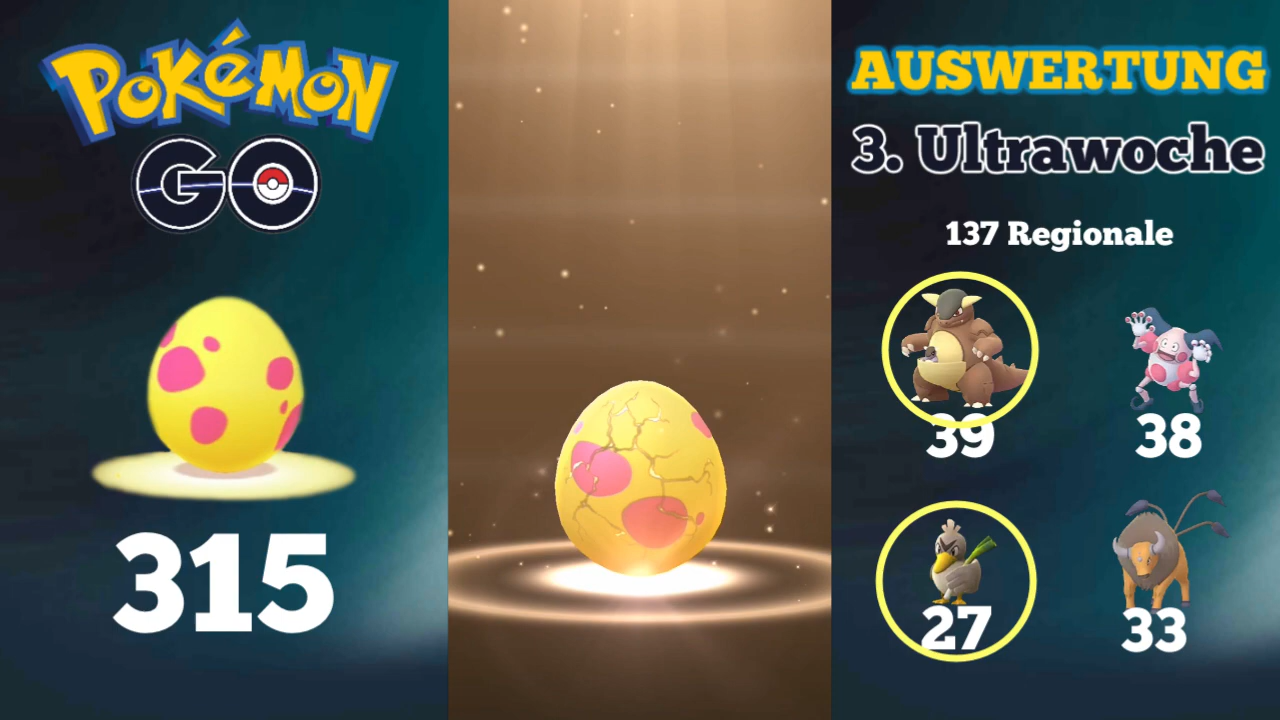 POKÉMON
GO
315
AUSWERTUNG
3. Ultrawoche
137 Regionale
39 38
27 33